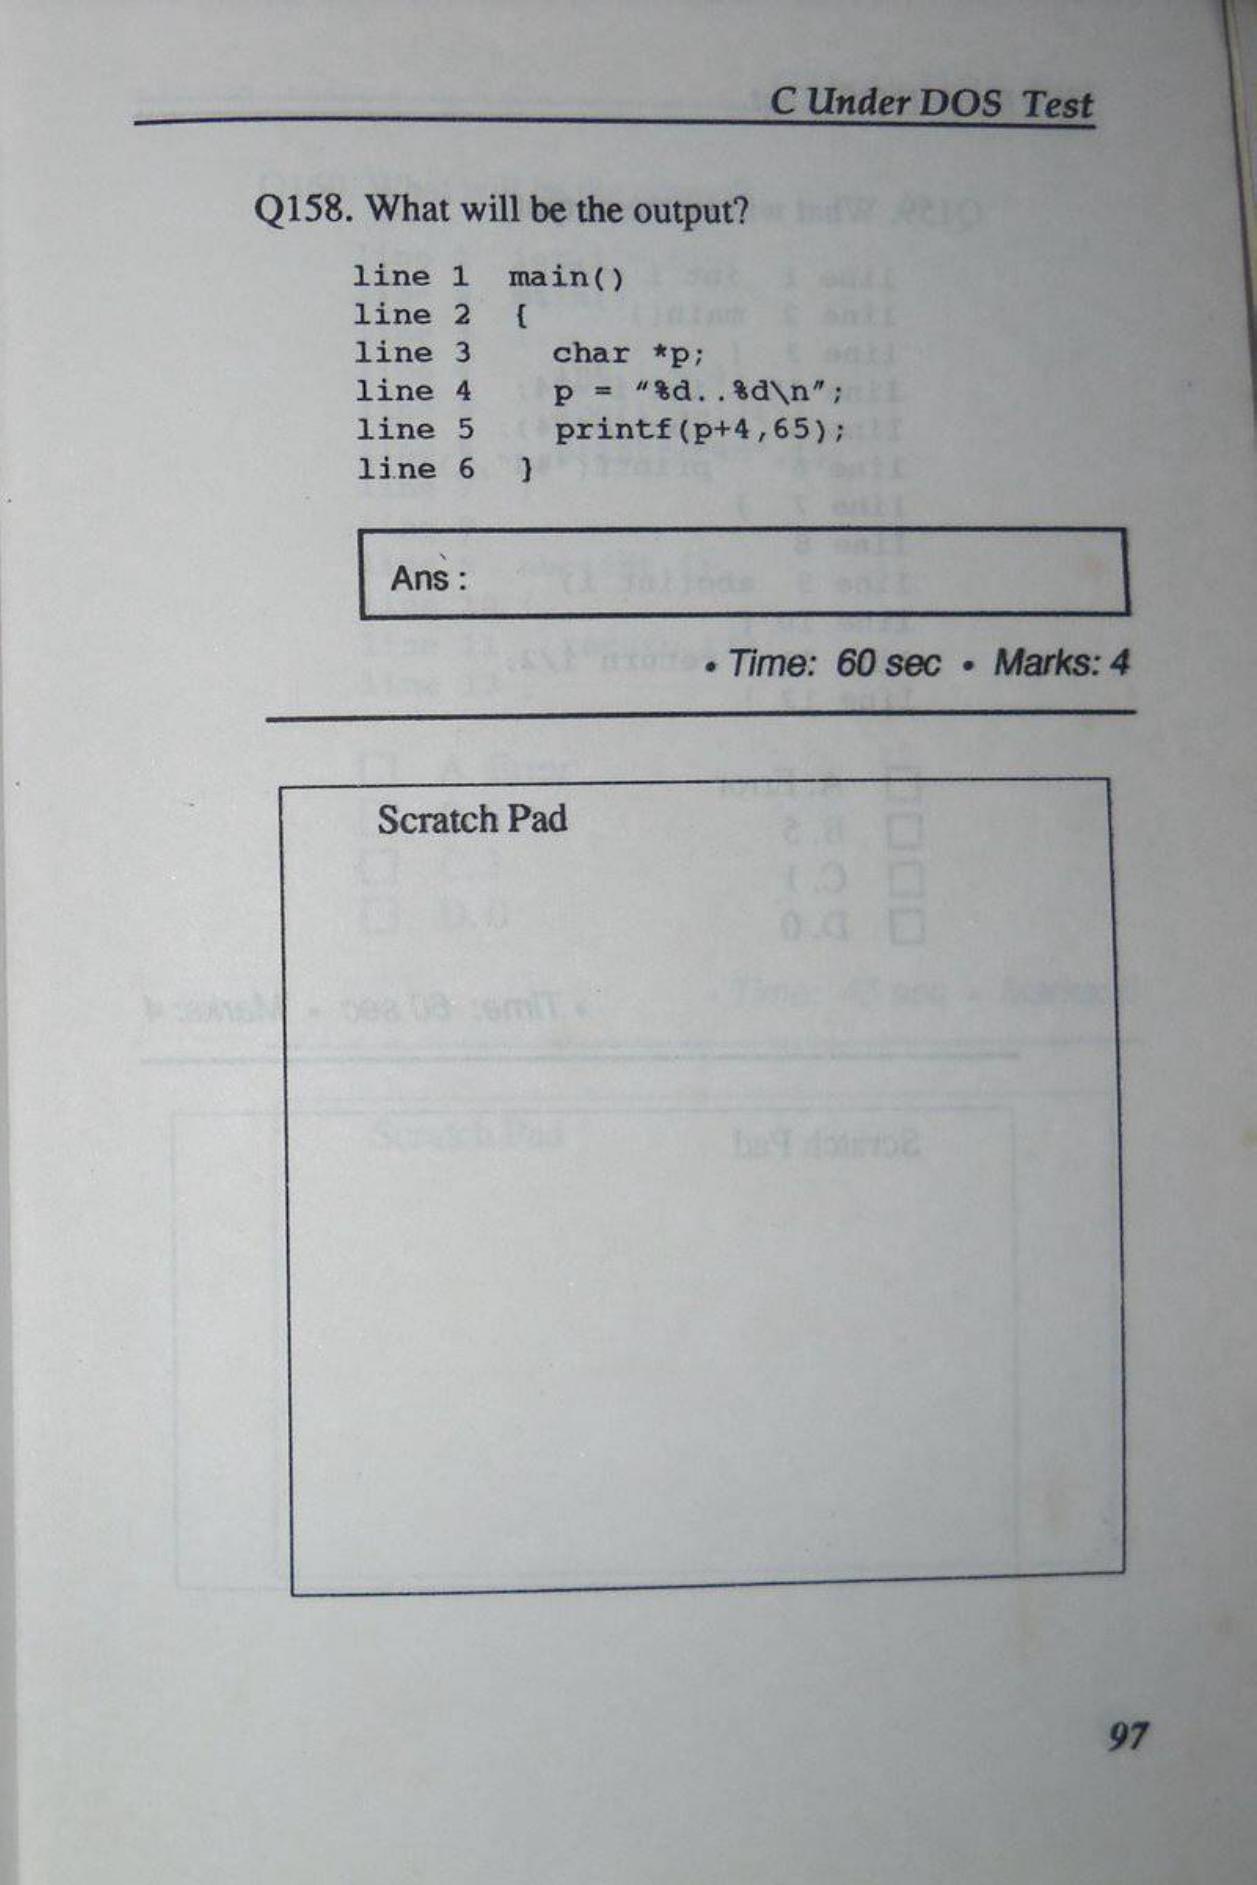 C Under DOS Test
Q158. What will be the output?
line 1 main()
line 2 {
line 3 char *p;
line 4 p = "%d..%d\n";
line 5 printf(p+4,65);
line 6 }
Ans :
• Time: 60 sec • Marks: 4
Scratch Pad
97